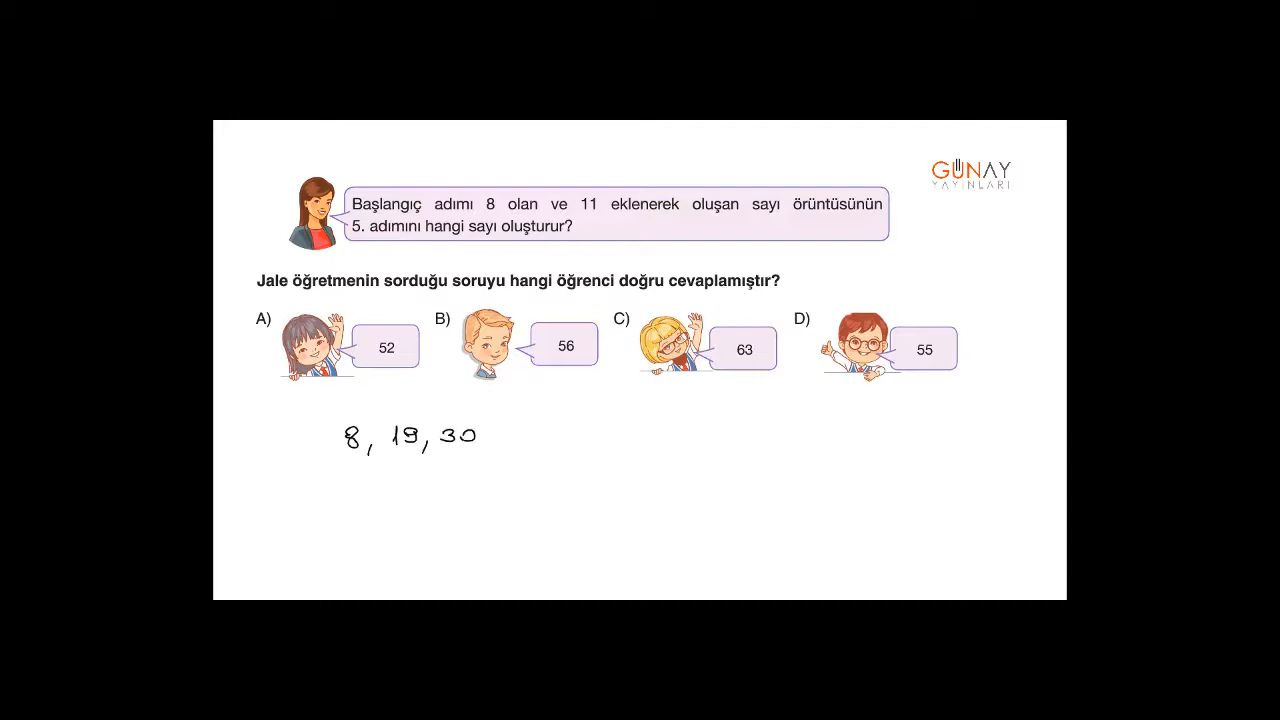 GÜNAY
YAYINLARI
Başlangıç adımı 8 olan ve 11 eklenerek oluşan sayı örüntüsünün
5. adımını hangi sayı oluşturur?
Jale öğretmenin sorduğu soruyu hangi öğrenci doğru cevaplamıştır?
A) 52 B) 56 C) 63 D) 55
8, 19, 30